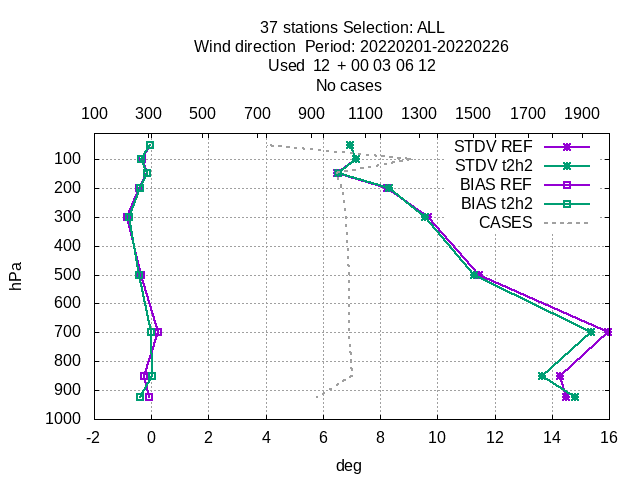 37 stations Selection: ALL
Wind direction  Period: 20220201-20220226
Used  12  + 00 03 06 12
No cases
100 300 500 700 900 1100 1300 1500 1700 1900
STDV REF
STDV t2h2
BIAS REF
BIAS t2h2
CASES
100
200
300
400
500
600
700
800
900
1000
hPa
-2 0 2 4 6 8 10 12 14 16
deg